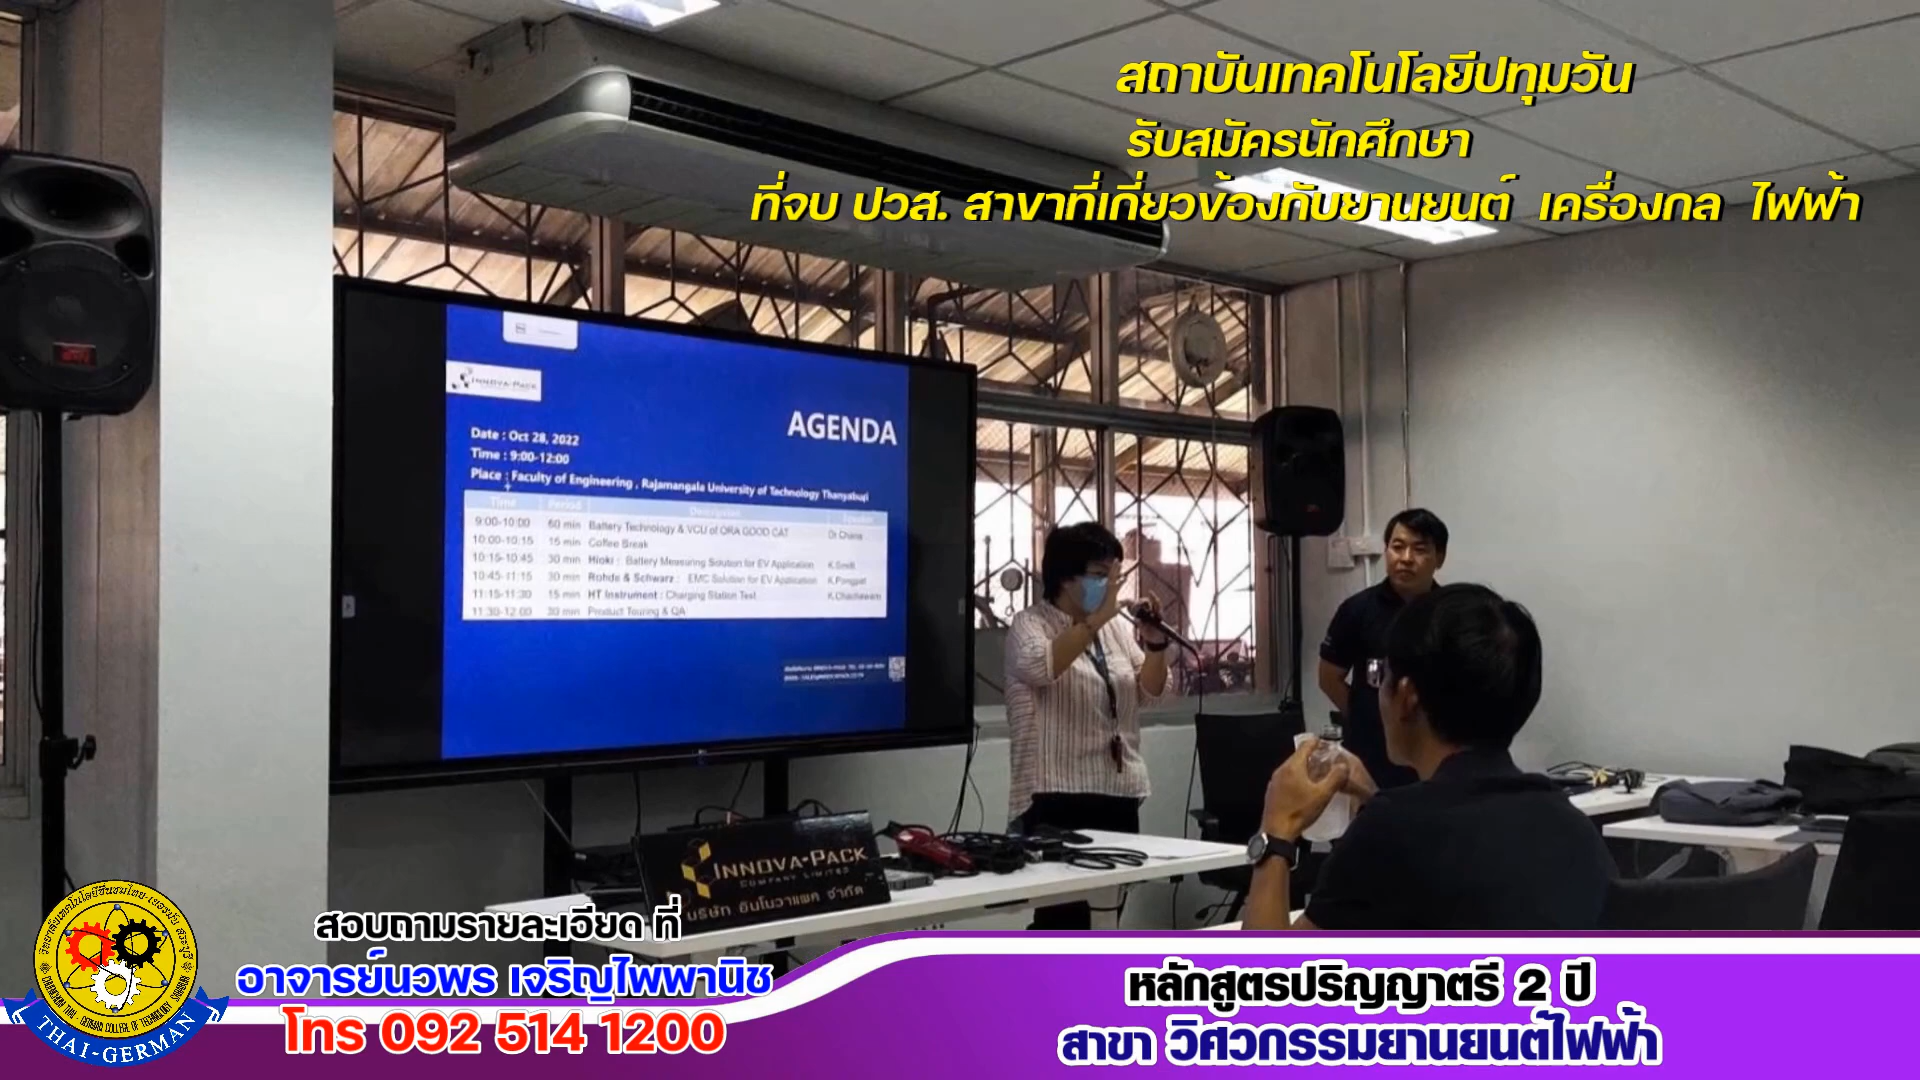 สถาบันเทคโนโลยีปทุมวัน
รับสมัครนักศึกษา
ที่จบ ปวส. สาขาที่เกี่ยวข้องกับยานยนต์ เครื่องกล ไฟฟ้า
INNOVA-PACK
AGENDA
Date : Oct 28, 2022
Time : 9:00-12:00
Place : Faculty of Engineering , Rajamangala University of Technology Thanyaburi
Time Period Description Speaker
9:00-10:00 60 min Battery Technology & VCU of ORA GOOD CAT Dr.Chana
10:00-10:15 15 min Coffee Break
10:15-10:45 30 min Hioki : Battery Measuring Solution for EV Application
10:45-11:15 30 min Rohde & Schwarz : EMC Solution for EV Application K.Pongpat
11:15-11:30 15 min HT Instrument : Charging Station Test
11:30-12:00 30 min Product Touring & QA
INNOVA-PACK
COMPANY LIMITED
บริษัท อินโนวาแพค จำกัด
สอบถามรายละเอียด ที่
อาจารย์นวพร เจริญไพพานิช
โทร 092 514 1200
THAI-GERMAN
หลักสูตรปริญญาตรี 2 ปี
สาขา วิศวกรรมยานยนต์ไฟฟ้า